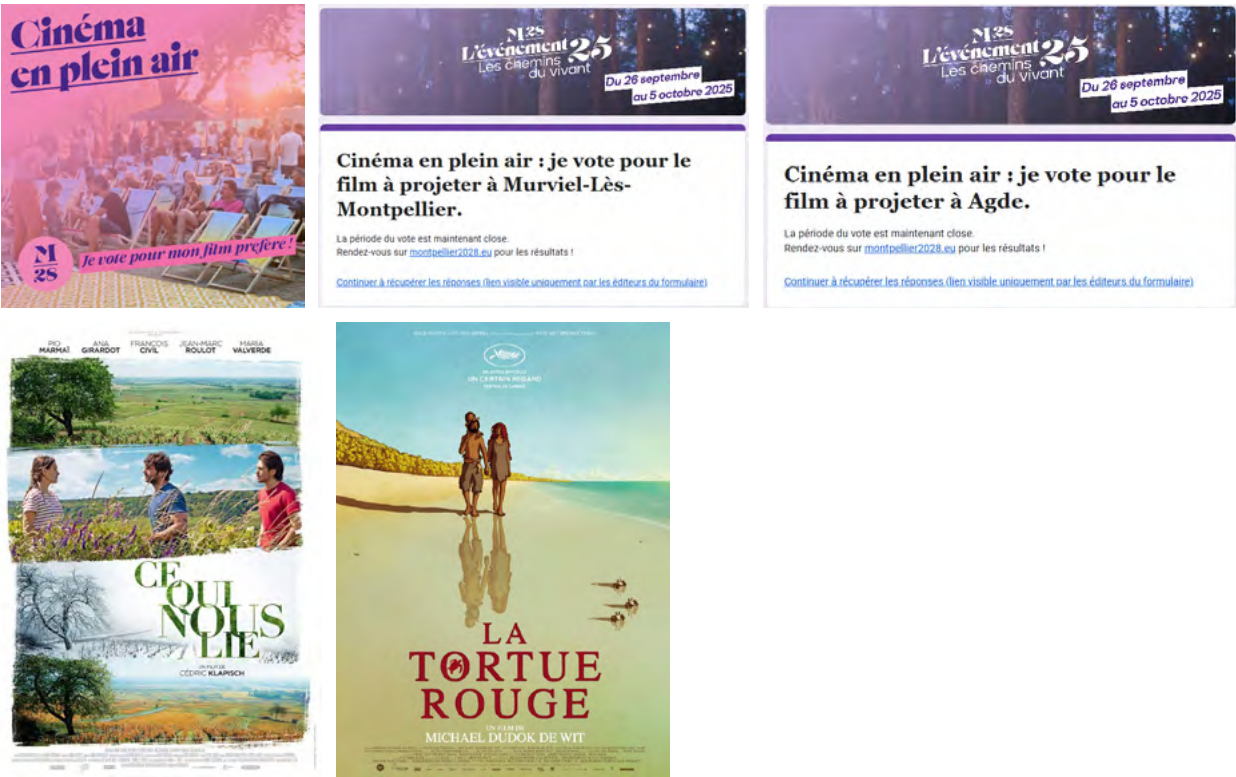 Cinéma
en plein air
M
28
Je vote pour mon film préféré !
M28
L'événement 25
Les chemins
du vivant
Du 26 septembre
au 5 octobre 2025
Cinéma en plein air : je vote pour le
film à projeter à Murviel-Lès-
Montpellier.
La période du vote est maintenant close.
Rendez-vous sur montpellier2028.eu pour les résultats !
Continuer à récupérer les réponses (lien visible uniquement par les éditeurs du formulaire)
M28
L'événement 25
Les chemins
du vivant
Du 26 septembre
au 5 octobre 2025
Cinéma en plein air : je vote pour le
film à projeter à Agde.
La période du vote est maintenant close.
Rendez-vous sur montpellier2028.eu pour les résultats !
Continuer à récupérer les réponses (lien visible uniquement par les éditeurs du formulaire)
PIO ANA FRANÇOIS JEAN-MARC MARIA
MARMAÏ GIRARDOT CIVIL ROULOT VALVERDE
CE
QUI
NOUS
LIE
UN FILM DE
CÉDRIC KLAPISCH
UN CERTAIN REGARD
LA
TORTUE
ROUGE
UN FILM DE
MICHAEL DUDOK DE WIT